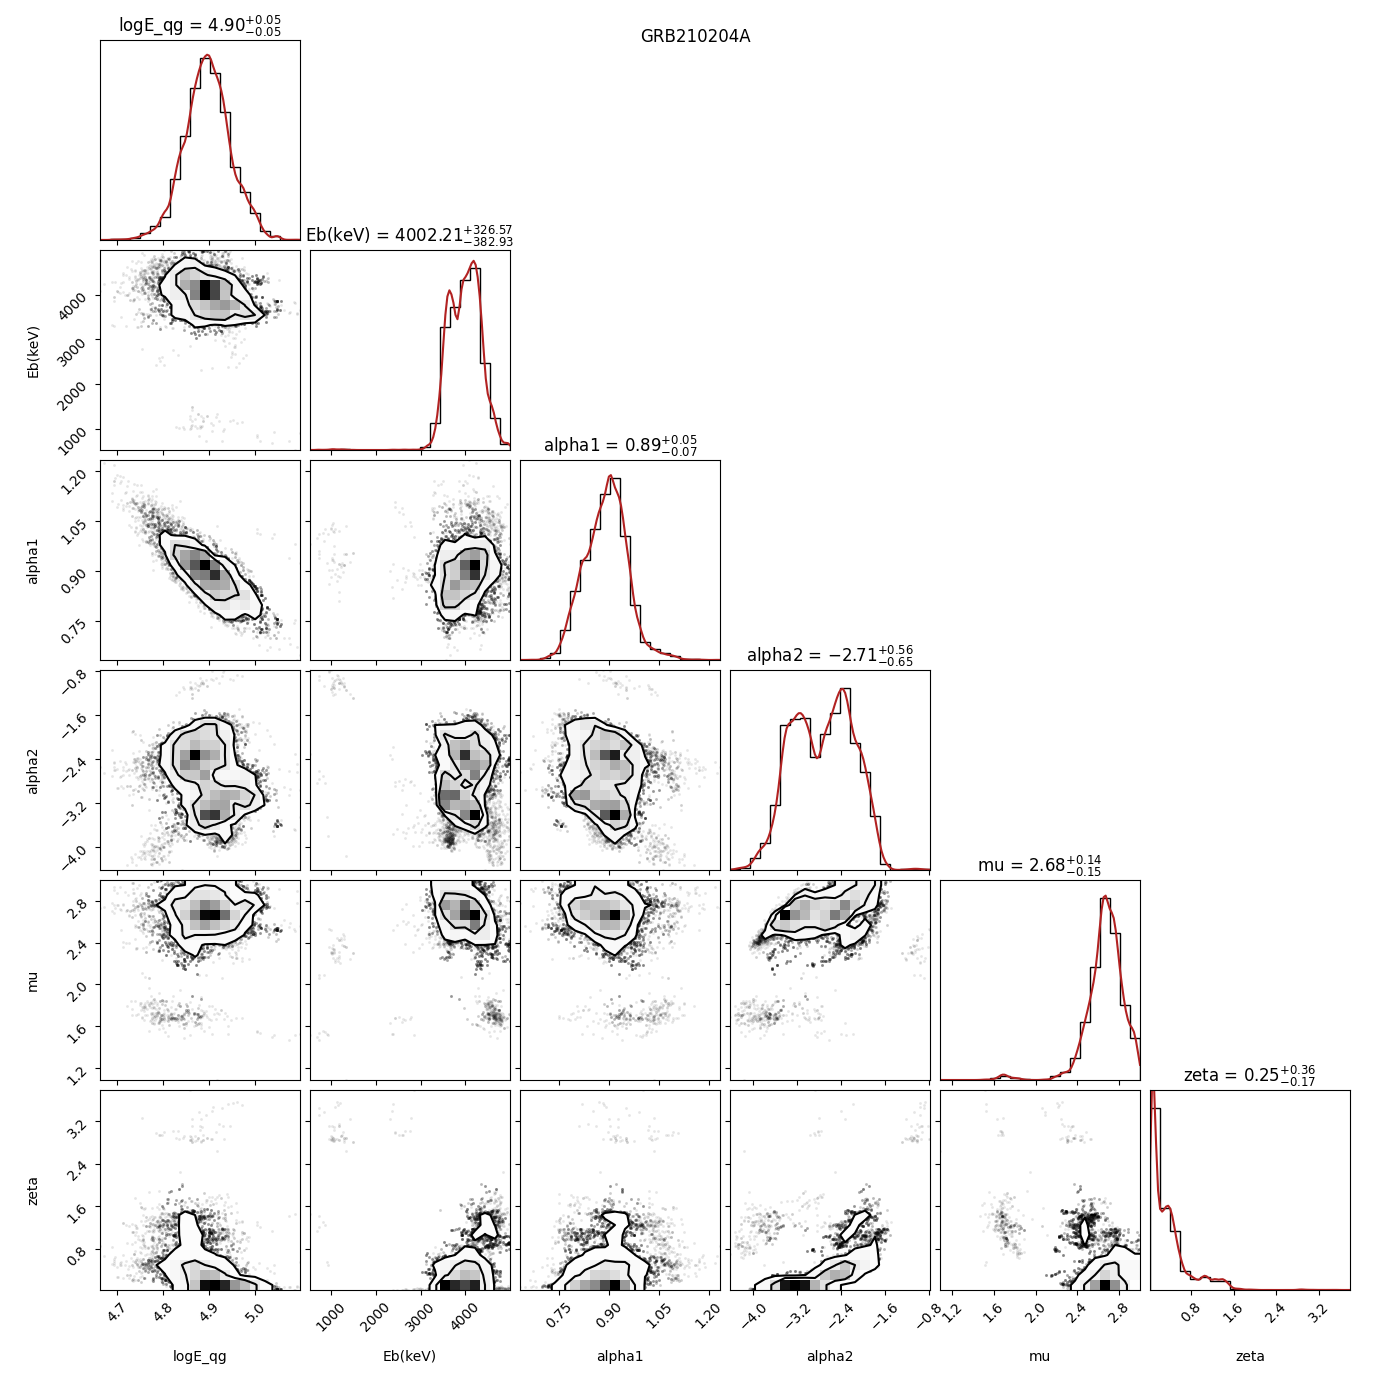 logE_qg = 4.90+0.05−0.05
GRB210204A
Eb(keV) = 4002.21+326.57−382.93
Eb(keV)
4000
3000
2000
1000
alpha1 = 0.89+0.05−0.07
alpha1
1.20
1.05
0.90
0.75
alpha2 = −2.71+0.56−0.65
alpha2
−0.8
−1.6
−2.4
−3.2
−4.0
mu = 2.68+0.14−0.15
mu
2.8
2.4
2.0
1.6
1.2
zeta = 0.25+0.36−0.17
zeta
3.2
2.4
1.6
0.8
4.7 4.8 4.9 5.0 1000 2000 3000 4000 0.75 0.90 1.05 1.20 −4.0 −3.2 −2.4 −1.6 −0.8 1.2 1.6 2.0 2.4 2.8 0.8 1.6 2.4 3.2
logE_qg Eb(keV) alpha1 alpha2 mu zeta